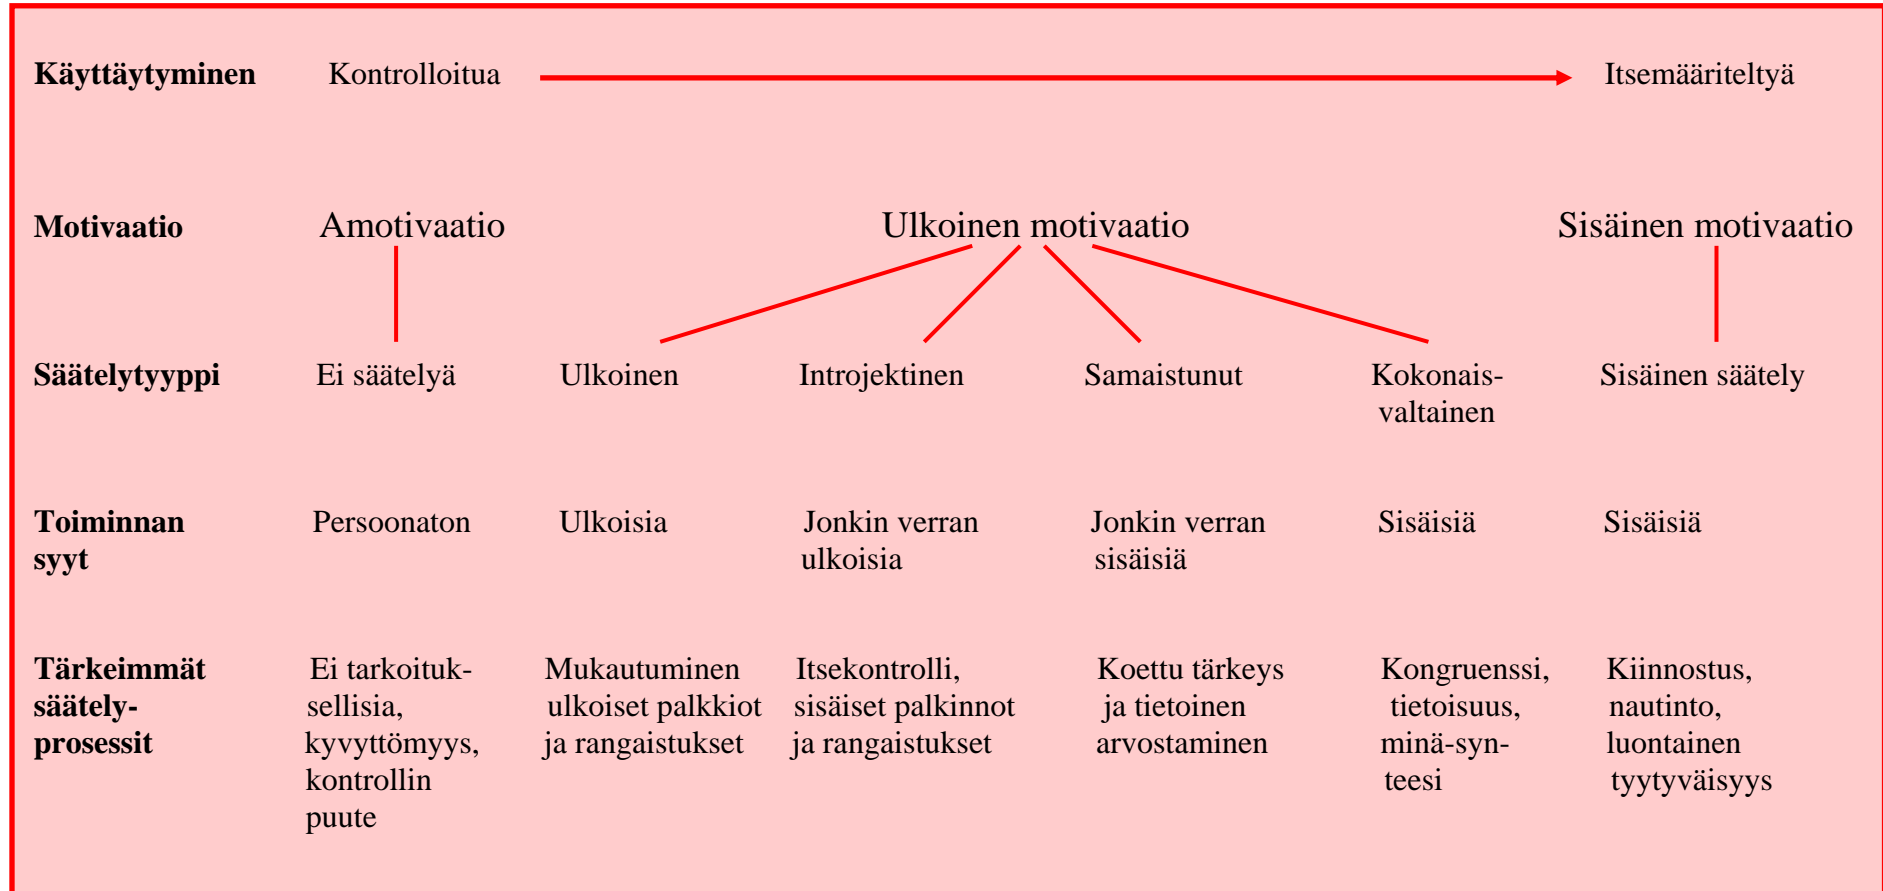 Käyttäytyminen Kontrolloitua Itsemääriteltyä
Motivaatio Amotivaatio Ulkoinen motivaatio Sisäinen motivaatio
Säätelytyyppi Ei säätelyä Ulkoinen Introjektinen Samaistunut Kokonais- Sisäinen säätely
valtainen
Toiminnan Persoonaton Ulkoisia Jonkin verran Jonkin verran Sisäisiä Sisäisiä
syyt ulkoisia sisäisiä
Tärkeimmät Ei tarkoituk- Mukautuminen Itsekontrolli, Koettu tärkeys Kongruenssi, Kiinnostus,
säätely- sellisia, ulkoiset palkkiot sisäiset palkinnot ja tietoinen tietoisuus, nautinto,
prosessit kyvyttömyys, ja rangaistukset ja rangaistukset arvostaminen minä-syn- luontainen
kontrollin teesi tyytyväisyys
puute